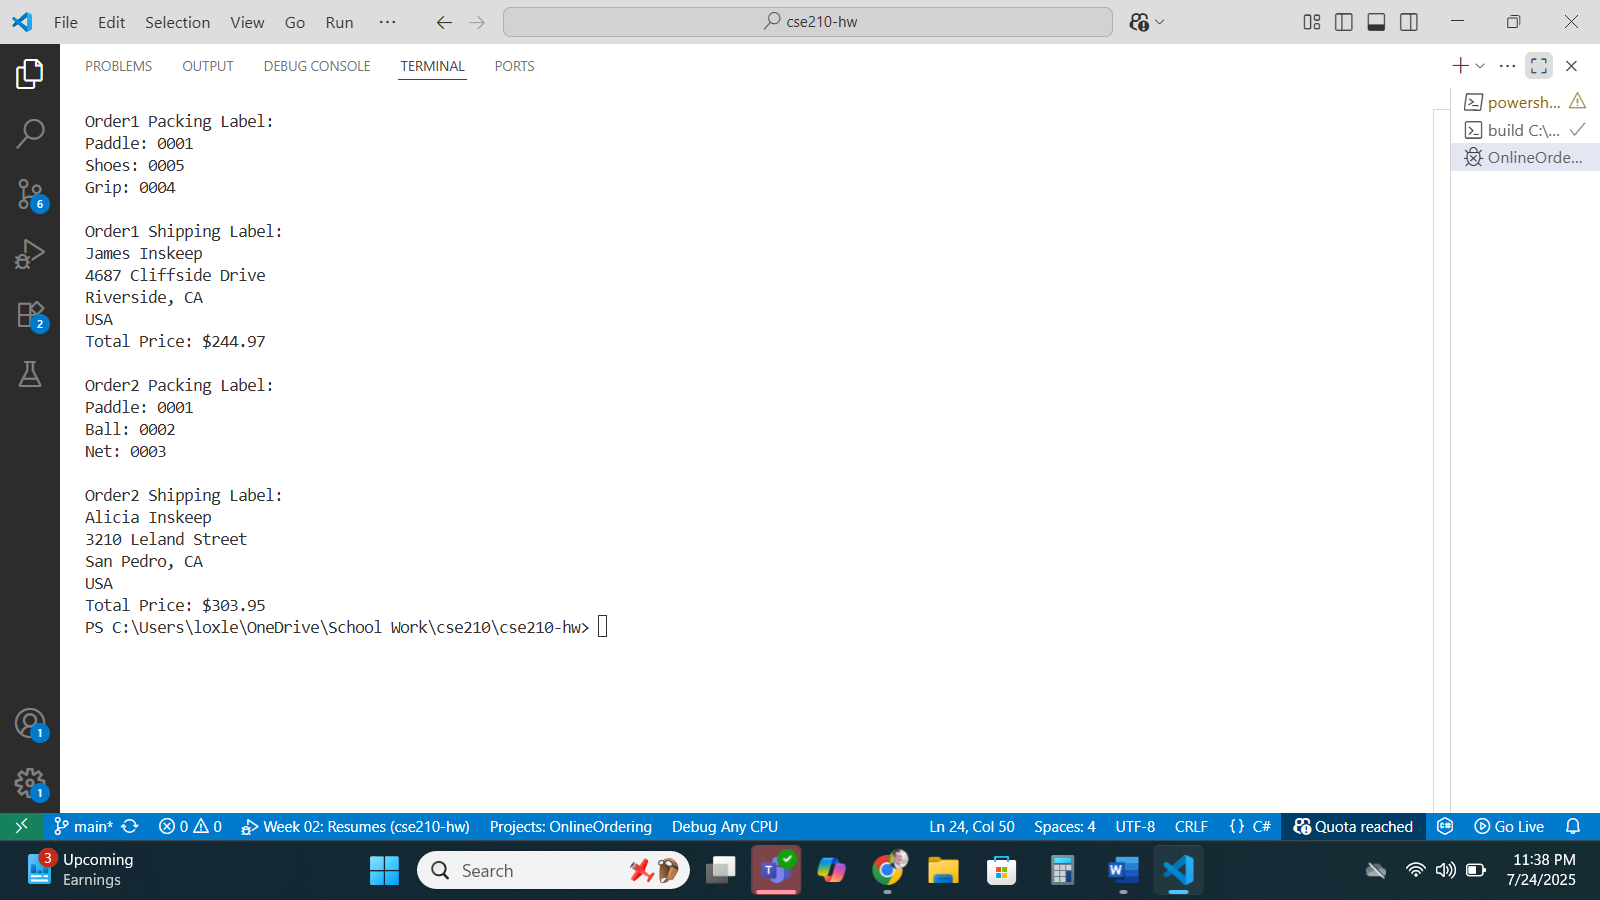 File Edit Selection View Go Run ... cse210-hw
PROBLEMS OUTPUT DEBUG CONSOLE TERMINAL PORTS
Order1 Packing Label:
Paddle: 0001
Shoes: 0005
Grip: 0004
Order1 Shipping Label:
James Inskeep
4687 Cliffside Drive
Riverside, CA
USA
Total Price: $244.97
Order2 Packing Label:
Paddle: 0001
Ball: 0002
Net: 0003
Order2 Shipping Label:
Alicia Inskeep
3210 Leland Street
San Pedro, CA
USA
Total Price: $303.95
PS C:\Users\loxle\OneDrive\School Work\cse210\cse210-hw>
powersh...
build C:\...
OnlineOrde...
6
2
1
1
main* 0 0 Week 02: Resumes (cse210-hw) Projects: OnlineOrdering Debug Any CPU Ln 24, Col 50 Spaces: 4 UTF-8 CRLF {} C# Quota reached Go Live
3
Upcoming
Earnings
Search
11:38 PM
7/24/2025